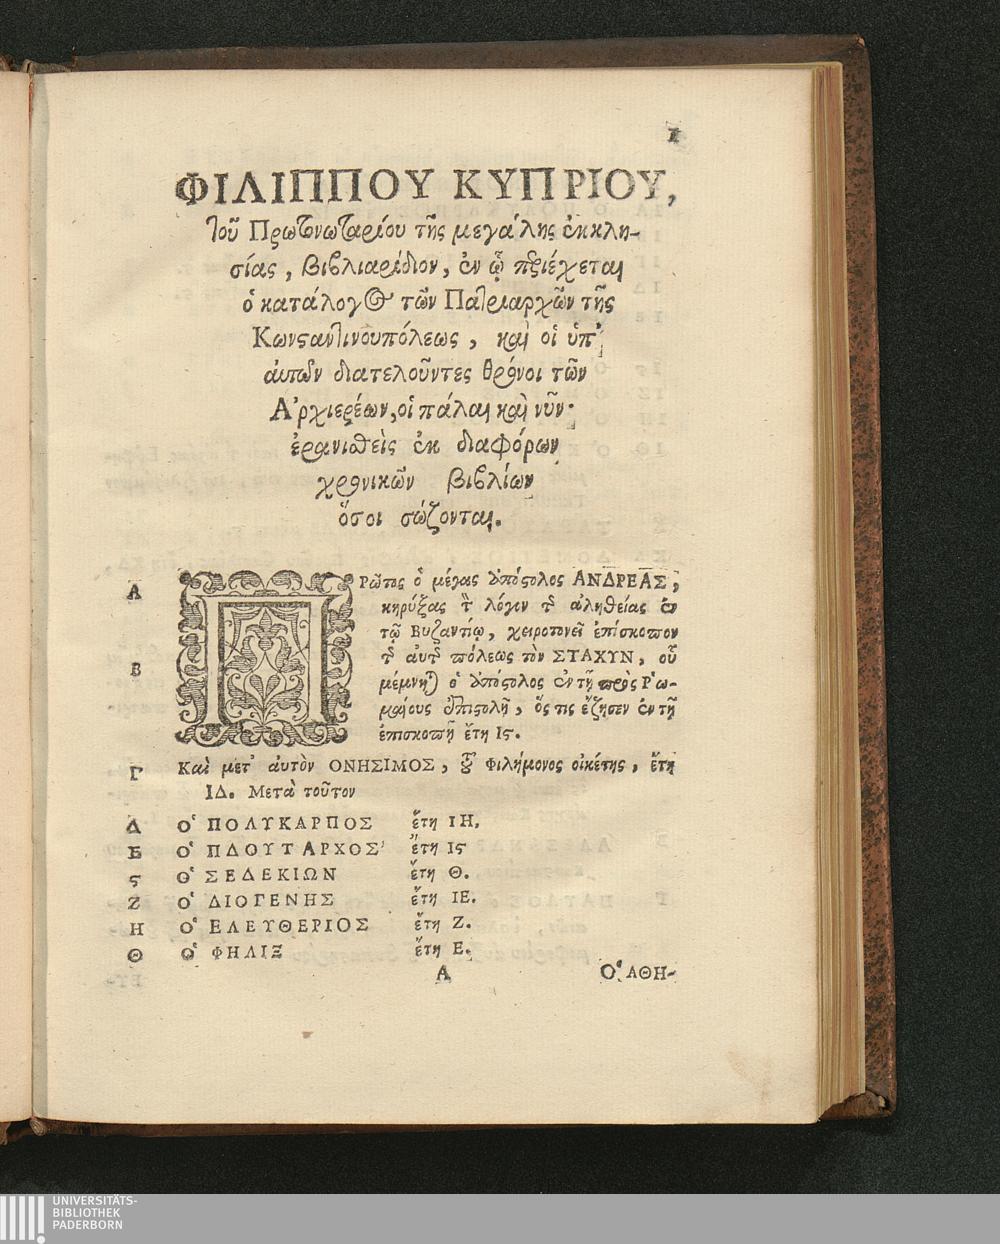 1
ΦΙΛΙΠΠΟΥ ΚΥΠΡΙΟΥ,
Τοῦ Πρωτονοταρίου τῆς μεγάλης ἐκκλη-
σίας, βιβλιαρίδιον, ἐν ᾧ περιέχεται
ὁ κατάλογος τῶν Πατριαρχῶν τῆς
Κωνσταντινουπόλεως, καὶ οἱ ὑπ'
αὐτῶν διατελοῦντες θρόνοι τῶν
Ἀρχιερέων, οἱ πάλαι καὶ νῦν·
ἐρανισθεὶς ἐκ διαφόρων
χρονικῶν βιβλίων
ὅσοι σώζονται.
Α ΠΡῶτος ὁ μέγας ἀπόστολος ΑΝΔΡΕΑΣ,
κηρύξας τὸν λόγον τῆς ἀληθείας ἐν
τῷ Βυζαντίῳ, χειροτονεῖ ἐπίσκοπον
Β τῆς αὐτῆς πόλεως τὸν ΣΤΑΧΥΝ, οὗ
μέμνηται ὁ ἀπόστολος ἐν τῇ πρὸς Ῥω-
μαίους ἐπιστολῇ, ὅς τις ἔζησεν ἐν τῇ
ἐπισκοπῇ ἔτη Ις.
Γ Καὶ μετ' αὐτὸν ΟΝΗΣΙΜΟΣ, τοῦ Φιλήμονος οἰκέτης, ἔτη
ΙΔ. Μετὰ τοῦτον
Δ Ὁ ΠΟΛΥΚΑΡΠΟΣ ἔτη ΙΗ.
Ε Ὁ ΠΛΟΥΤΑΡΧΟΣ ἔτη Ις
ς Ὁ ΣΕΔΕΚΙΩΝ ἔτη Θ.
Ζ Ὁ ΔΙΟΓΕΝΗΣ ἔτη ΙΕ.
Η Ὁ ΕΛΕΥΘΕΡΙΟΣ ἔτη Ζ.
Θ Ὁ ΦΗΛΙΞ ἔτη Ε.
Α Ὁ ΑΘΗ-
UNIVERSITÄTS-
BIBLIOTHEK
PADERBORN